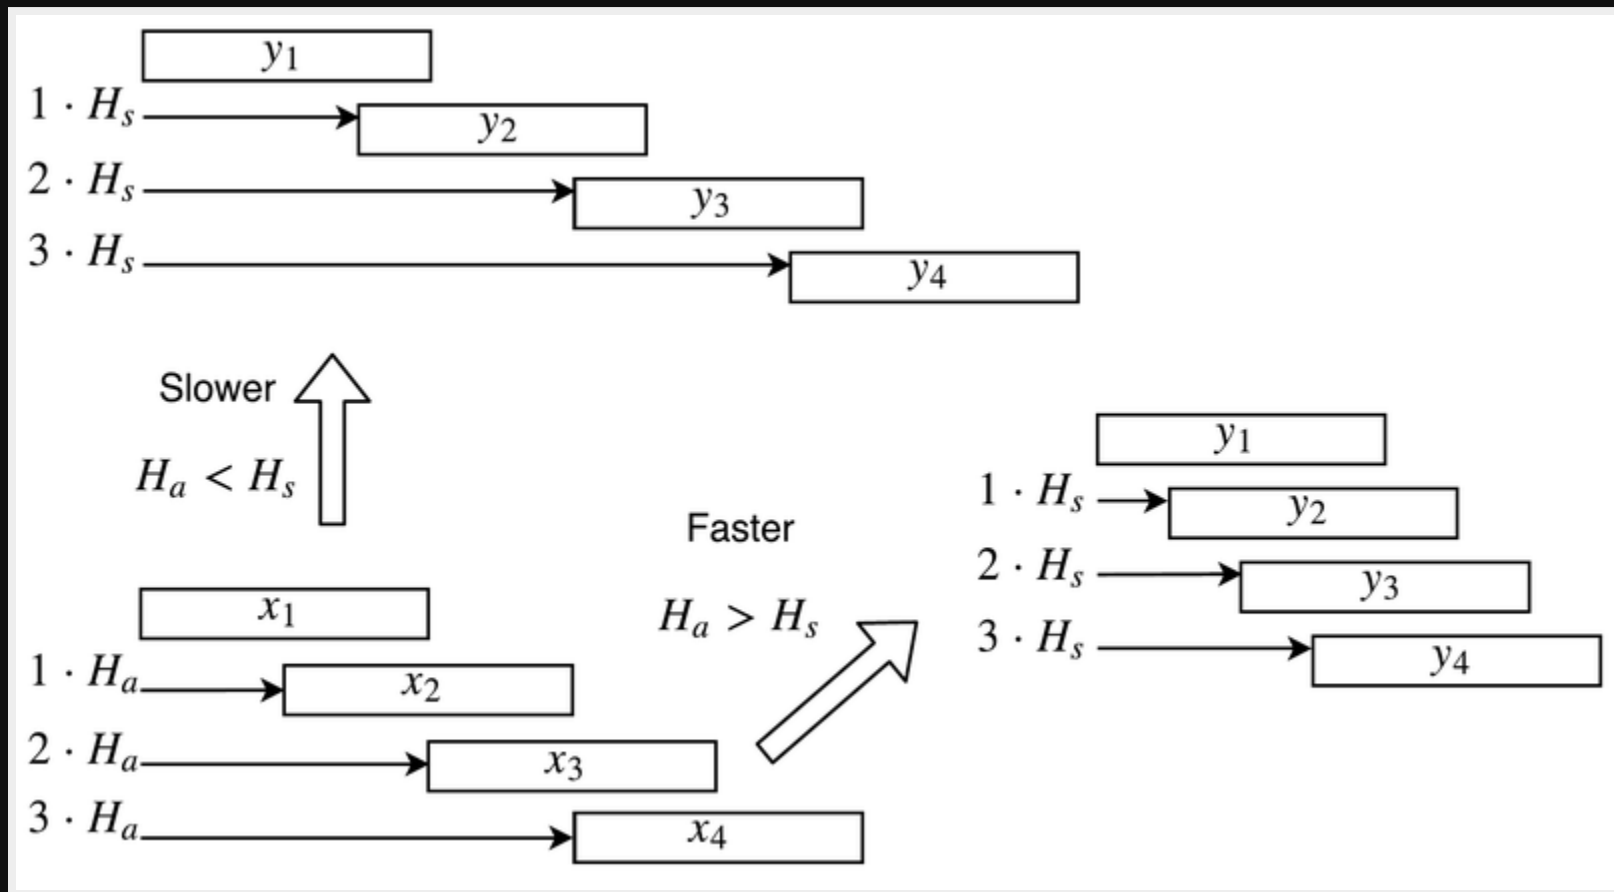 y1
1 · Hs
y2
2 · Hs
y3
3 · Hs
y4
Slower
Ha < Hs
Faster
Ha > Hs
y1
1 · Hs
y2
2 · Hs
y3
3 · Hs
y4
x1
1 · Ha
x2
2 · Ha
x3
3 · Ha
x4